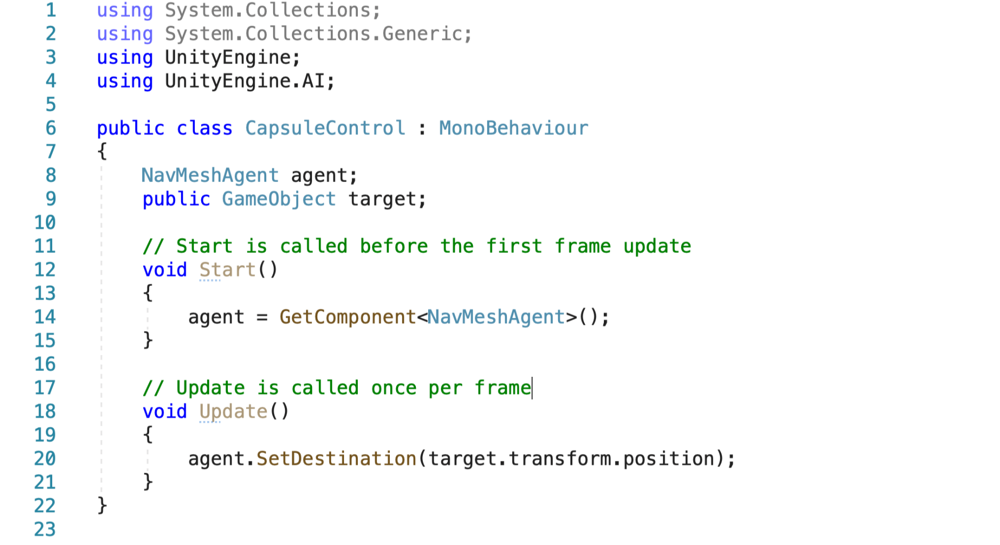 1 using System.Collections;
2 using System.Collections.Generic;
3 using UnityEngine;
4 using UnityEngine.AI;
5
6 public class CapsuleControl : MonoBehaviour
7 {
8     NavMeshAgent agent;
9     public GameObject target;
10
11     // Start is called before the first frame update
12     void Start()
13     {
14         agent = GetComponent<NavMeshAgent>();
15     }
16
17     // Update is called once per frame
18     void Update()
19     {
20         agent.SetDestination(target.transform.position);
21     }
22 }
23